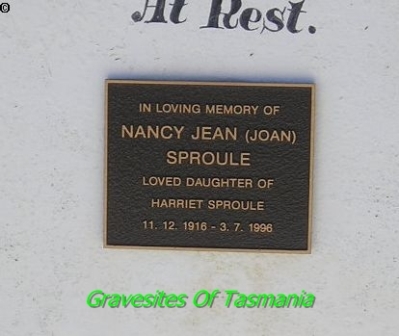 ©
At Rest.
IN LOVING MEMORY OF
NANCY JEAN (JOAN)
SPROULE
LOVED DAUGHTER OF
HARRIET SPROULE
11. 12. 1916 - 3. 7. 1996
Gravesites Of Tasmania